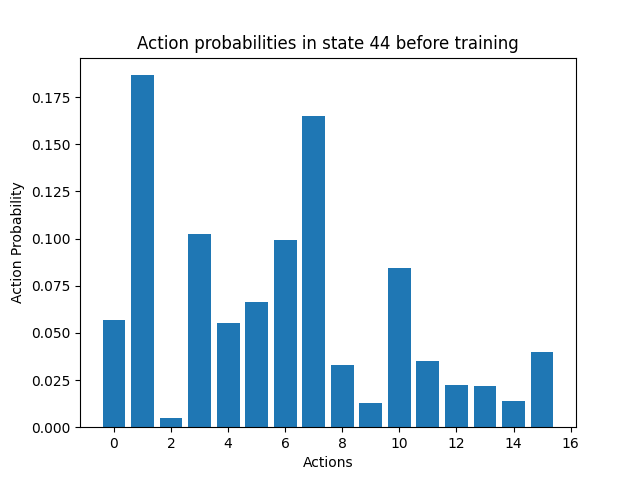 Action probabilities in state 44 before training
0.175
0.150
0.125
0.100
0.075
0.050
0.025
0.000
Action Probability
0 2 4 6 8 10 12 14 16
Actions